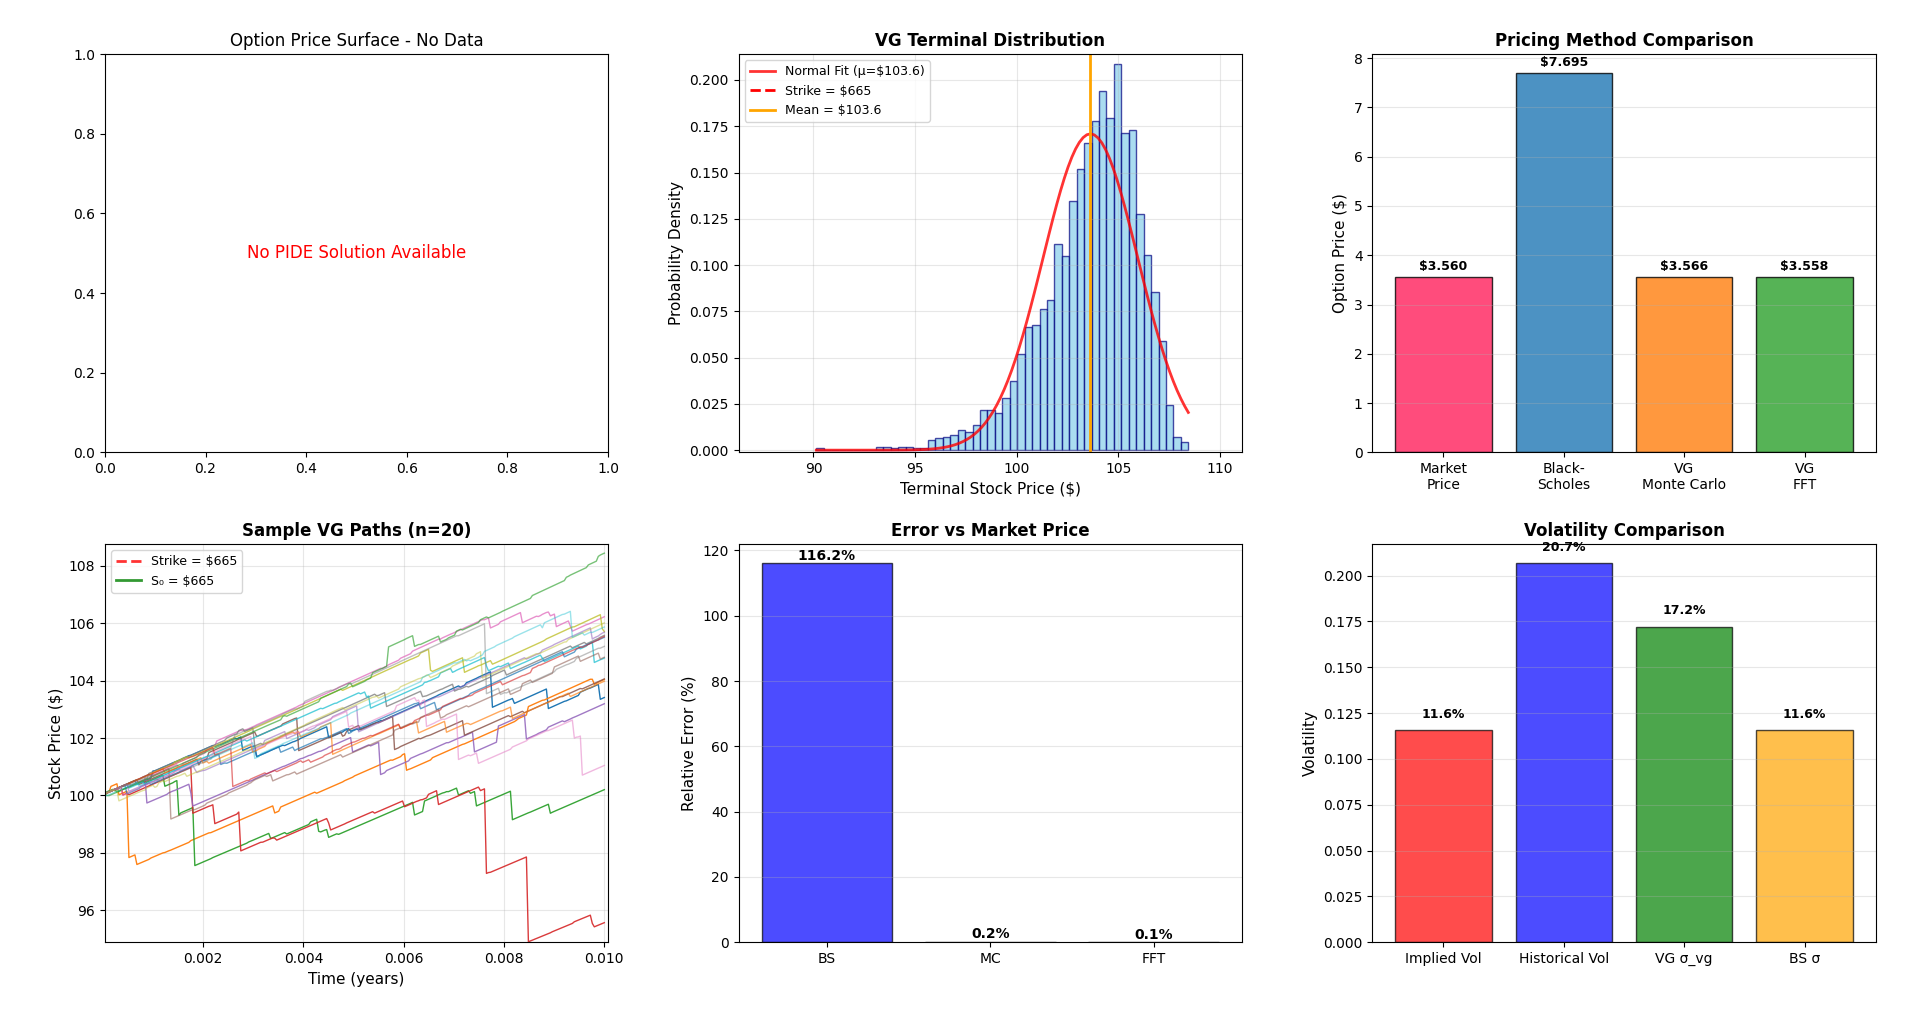 Option Price Surface - No Data
1.0
0.8
0.6
0.4
0.2
0.0
No PIDE Solution Available
0.0 0.2 0.4 0.6 0.8 1.0
VG Terminal Distribution
Normal Fit (μ=$103.6)
Strike = $665
Mean = $103.6
Probability Density
0.200
0.175
0.150
0.125
0.100
0.075
0.050
0.025
0.000
90 95 100 105 110
Terminal Stock Price ($)
Pricing Method Comparison
Option Price ($)
8
7
6
5
4
3
2
1
0
$3.560 $7.695 $3.566 $3.558
Market Black- VG VG
Price Scholes Monte Carlo FFT
Sample VG Paths (n=20)
Strike = $665
S₀ = $665
Stock Price ($)
108
106
104
102
100
98
96
0.002 0.004 0.006 0.008 0.010
Time (years)
Error vs Market Price
Relative Error (%)
120
100
80
60
40
20
0
116.2% 0.2% 0.1%
BS MC FFT
Volatility Comparison
Volatility
0.200
0.175
0.150
0.125
0.100
0.075
0.050
0.025
0.000
11.6% 20.7% 17.2% 11.6%
Implied Vol Historical Vol VG σ_vg BS σ